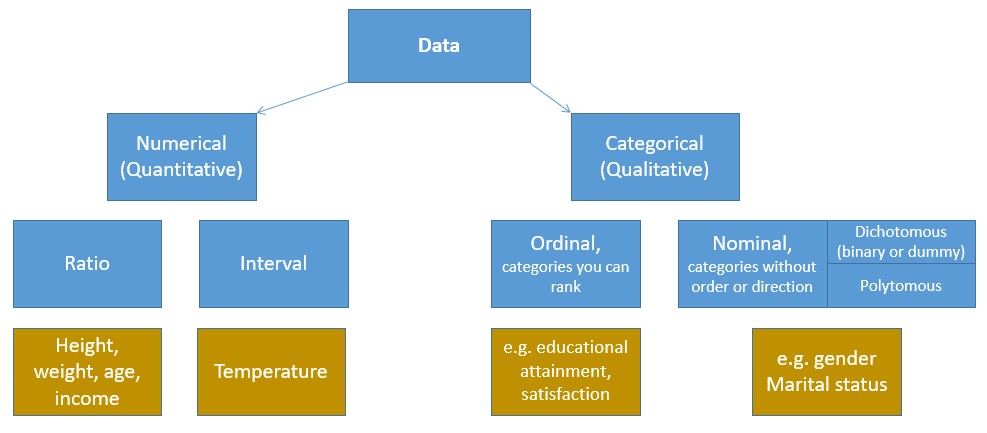 Data
Numerical
(Quantitative)
Categorical
(Qualitative)
Ratio
Interval
Ordinal,
categories you can
rank
Nominal,
categories without
order or direction
Dichotomous
(binary or dummy)
Polytomous
Height,
weight, age,
income
Temperature
e.g. educational
attainment,
satisfaction
e.g. gender
Marital status